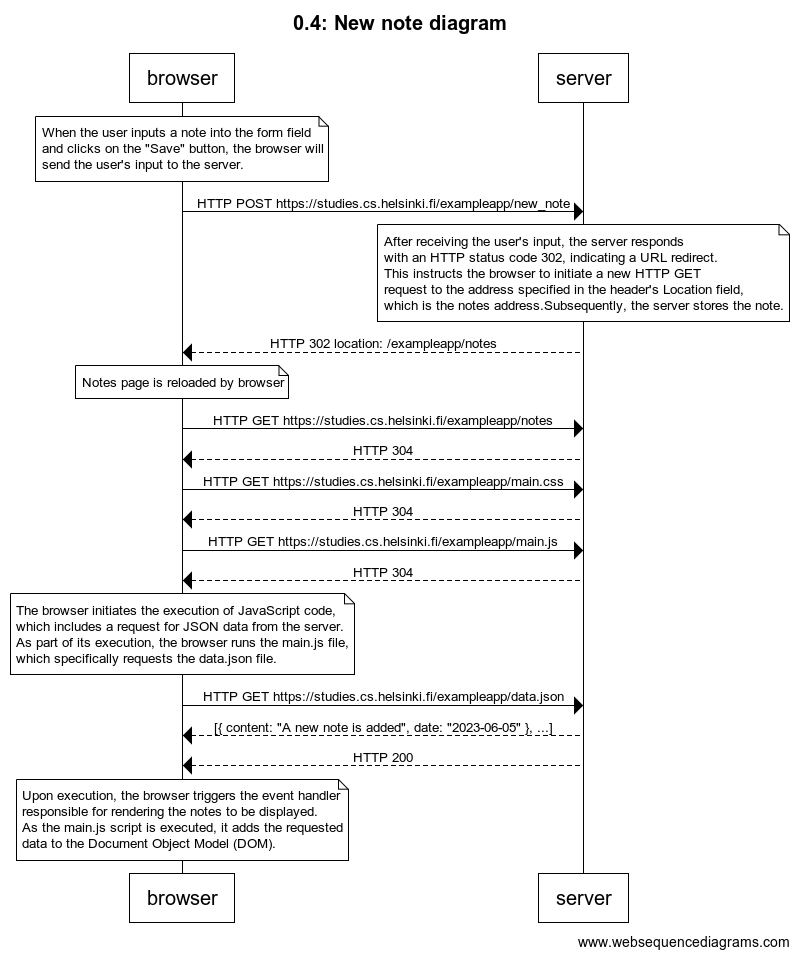 0.4: New note diagram
browser
server
When the user inputs a note into the form field
and clicks on the "Save" button, the browser will
send the user's input to the server.
HTTP POST https://studies.cs.helsinki.fi/exampleapp/new_note
After receiving the user's input, the server responds
with an HTTP status code 302, indicating a URL redirect.
This instructs the browser to initiate a new HTTP GET
request to the address specified in the header's Location field,
which is the notes address.Subsequently, the server stores the note.
HTTP 302 location: /exampleapp/notes
Notes page is reloaded by browser
HTTP GET https://studies.cs.helsinki.fi/exampleapp/notes
HTTP 304
HTTP GET https://studies.cs.helsinki.fi/exampleapp/main.css
HTTP 304
HTTP GET https://studies.cs.helsinki.fi/exampleapp/main.js
HTTP 304
The browser initiates the execution of JavaScript code,
which includes a request for JSON data from the server.
As part of its execution, the browser runs the main.js file,
which specifically requests the data.json file.
HTTP GET https://studies.cs.helsinki.fi/exampleapp/data.json
[{ content: "A new note is added", date: "2023-06-05" }, ...]
HTTP 200
Upon execution, the browser triggers the event handler
responsible for rendering the notes to be displayed.
As the main.js script is executed, it adds the requested
data to the Document Object Model (DOM).
browser
server
www.websequencediagrams.com